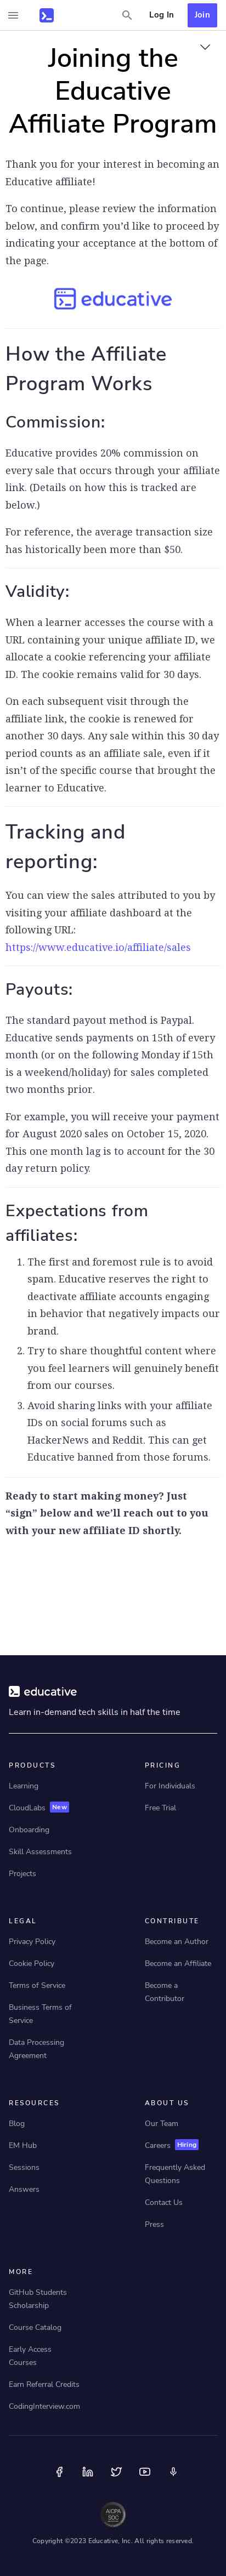 Log In
Join
Joining the
Educative
Affiliate Program
Thank you for your interest in becoming an
Educative affiliate!
To continue, please review the information
below, and confirm you’d like to proceed by
indicating your acceptance at the bottom of
the page.
educative
How the Affiliate
Program Works
Commission:
Educative provides 20% commission on
every sale that occurs through your affiliate
link. (Details on how this is tracked are
below.)
For reference, the average transaction size
has historically been more than $50.
Validity:
When a learner accesses the course with a
URL containing your unique affiliate ID, we
allocate a cookie referencing your affiliate
ID. The cookie remains valid for 30 days.
On each subsequent visit through the
affiliate link, the cookie is renewed for
another 30 days. Any sale within this 30 day
period counts as an affiliate sale, even if it
isn’t of the specific course that brought the
learner to Educative.
Tracking and
reporting:
You can view the sales attributed to you by
visiting your affiliate dashboard at the
following URL:
https://www.educative.io/affiliate/sales
Payouts:
The standard payout method is Paypal.
Educative sends payments on 15th of every
month (or on the following Monday if 15th
is a weekend/holiday) for sales completed
two months prior.
For example, you will receive your payment
for August 2020 sales on October 15, 2020.
This one month lag is to account for the 30
day return policy.
Expectations from
affiliates:
1. The first and foremost rule is to avoid
spam. Educative reserves the right to
deactivate affiliate accounts engaging
in behavior that negatively impacts our
brand.
2. Try to share thoughtful content where
you feel learners will genuinely benefit
from our courses.
3. Avoid sharing links with your affiliate
IDs on social forums such as
HackerNews and Reddit. This can get
Educative banned from those forums.
Ready to start making money? Just
“sign” below and we’ll reach out to you
with your new affiliate ID shortly.
educative
Learn in-demand tech skills in half the time
PRODUCTS
Learning
CloudLabs New
Onboarding
Skill Assessments
Projects
PRICING
For Individuals
Free Trial
LEGAL
Privacy Policy
Cookie Policy
Terms of Service
Business Terms of
Service
Data Processing
Agreement
CONTRIBUTE
Become an Author
Become an Affiliate
Become a
Contributor
RESOURCES
Blog
EM Hub
Sessions
Answers
ABOUT US
Our Team
Careers Hiring
Frequently Asked
Questions
Contact Us
Press
MORE
GitHub Students
Scholarship
Course Catalog
Early Access
Courses
Earn Referral Credits
CodingInterview.com
AICPA
SOC
Copyright ©2023 Educative, Inc. All rights reserved.